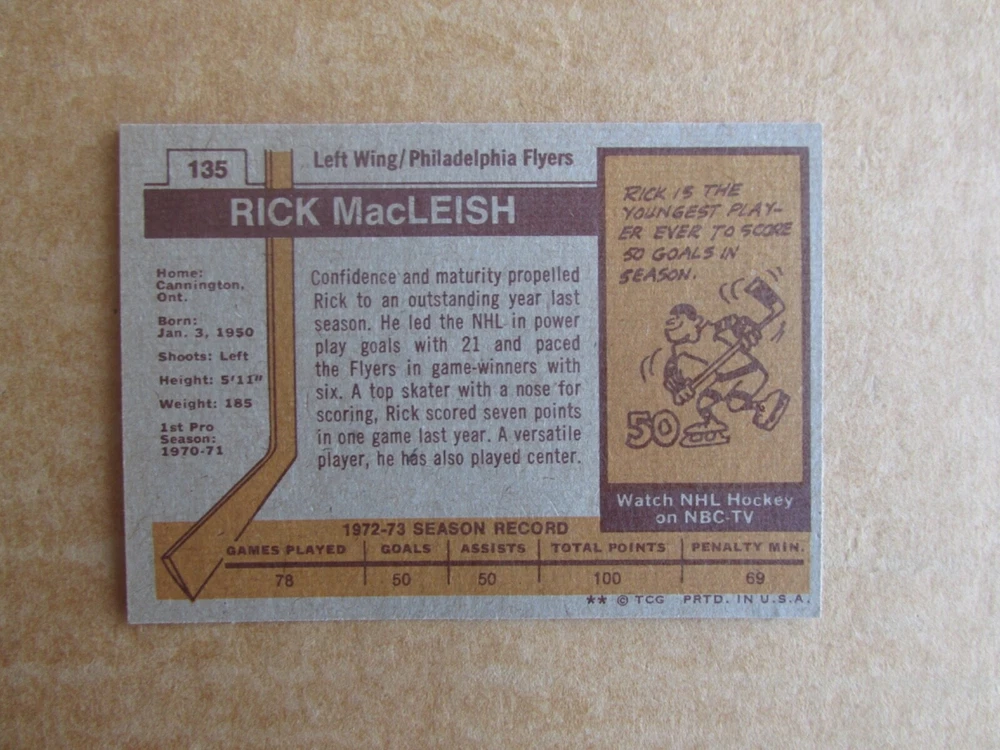 135
Left Wing/Philadelphia Flyers
RICK MacLEISH
Home:
Cannington,
Ont.
Born:
Jan. 3, 1950
Shoots: Left
Height: 5'11"
Weight: 185
1st Pro
Season:
1970-71
Confidence and maturity propelled
Rick to an outstanding year last
season. He led the NHL in power
play goals with 21 and paced
the Flyers in game-winners with
six. A top skater with a nose for
scoring, Rick scored seven points
in one game last year. A versatile
player, he has also played center.
RICK IS THE
YOUNGEST PLAY-
ER EVER TO SCORE
50 GOALS IN
SEASON.
50
Watch NHL Hockey
on NBC-TV
1972-73 SEASON RECORD
GAMES PLAYED GOALS ASSISTS TOTAL POINTS PENALTY MIN.
78 50 50 100 69
** © TCG PRTD. IN U.S.A.